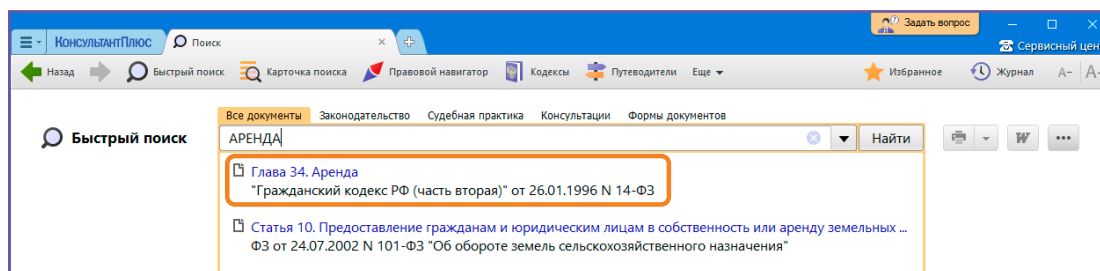 Задать вопрос
КонсультантПлюс Поиск
Сервисный цен
Назад Быстрый поиск Карточка поиска Правовой навигатор Кодексы Путеводители Еще Избранное Журнал А- А-
Все документы Законодательство Судебная практика Консультации Формы документов
Быстрый поиск АРЕНДА Найти W
Глава 34. Аренда
"Гражданский кодекс РФ (часть вторая)" от 26.01.1996 N 14-ФЗ
Статья 10. Предоставление гражданам и юридическим лицам в собственность или аренду земельных ...
ФЗ от 24.07.2002 N 101-ФЗ "Об обороте земель сельскохозяйственного назначения"